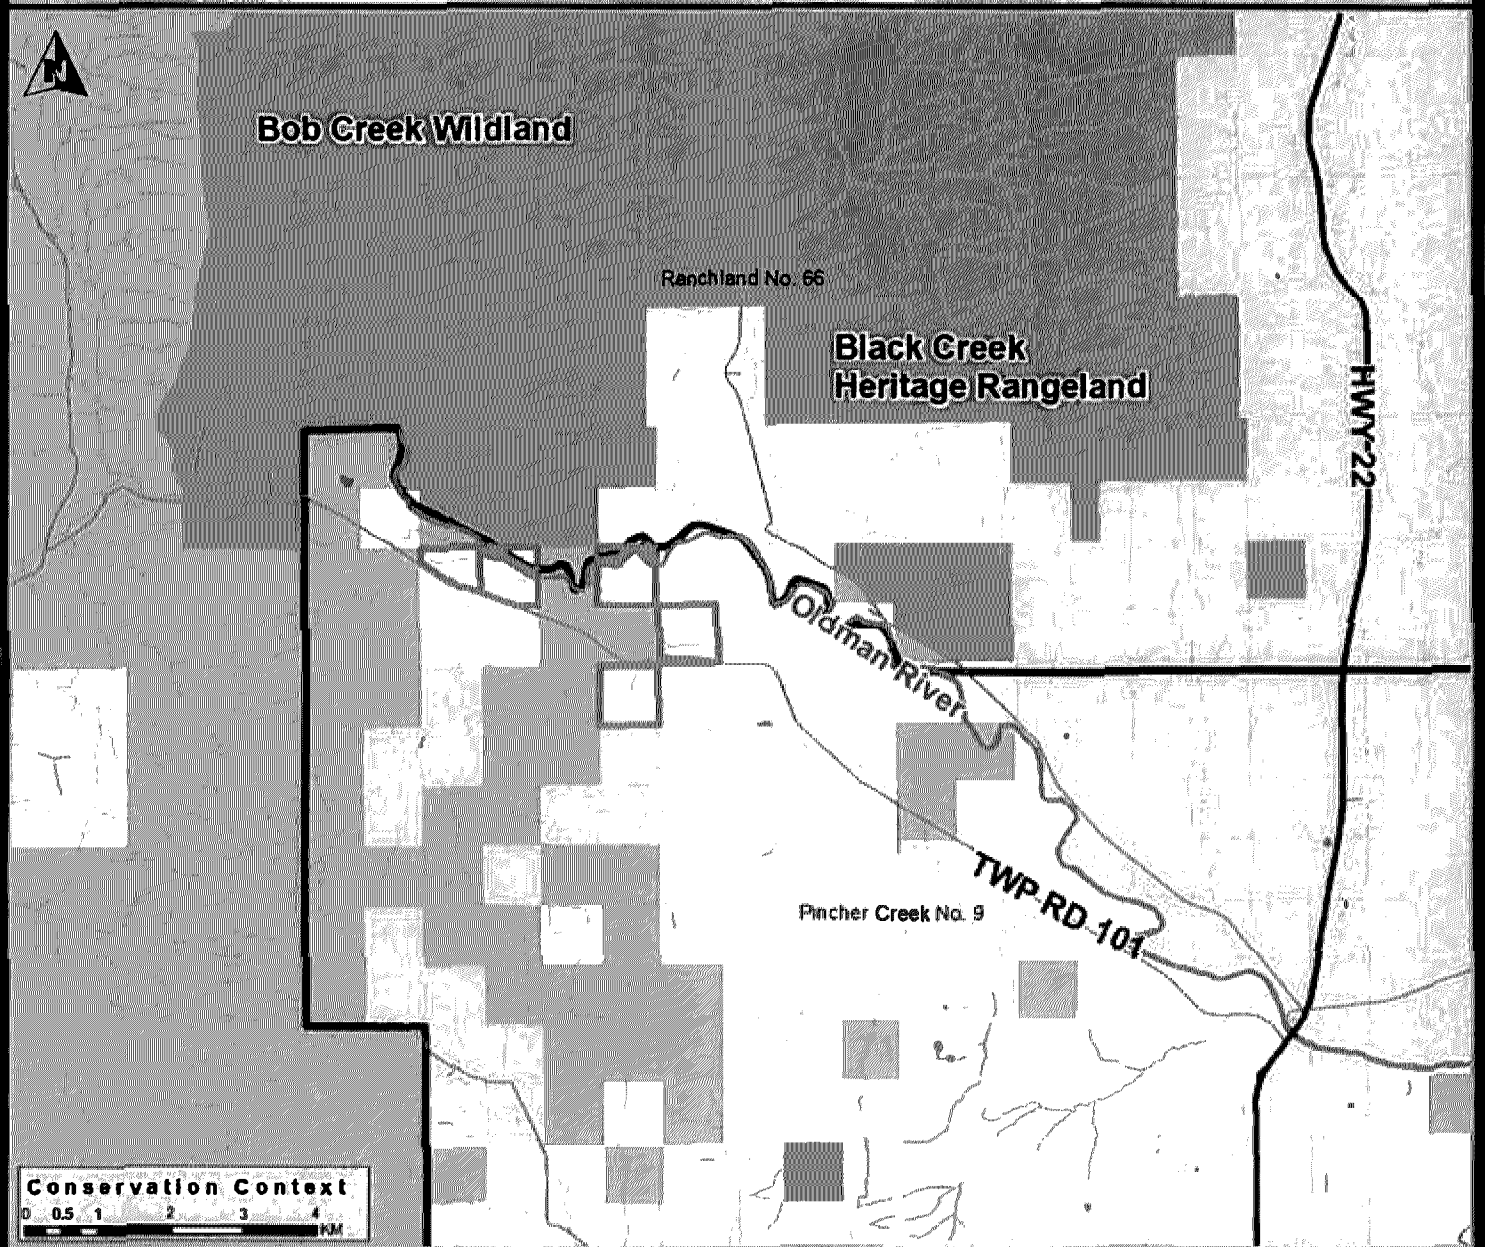 N
Bob Creek Wildland
Ranchland No. 66
Black Creek
Heritage Rangeland
HWY-22
Oldman River
TWP RD 101
Pincher Creek No. 9
Conservation Context
0 0.5 1 2 3 4
KM